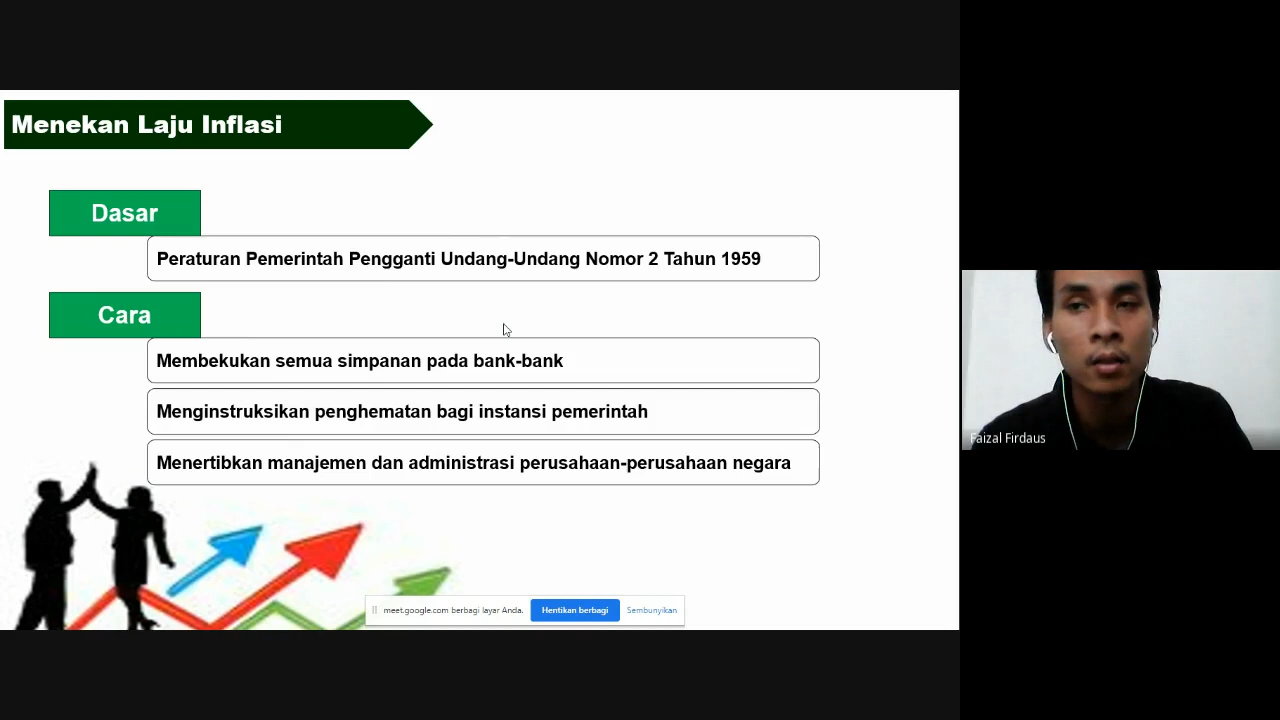 Menekan Laju Inflasi
Dasar
Peraturan Pemerintah Pengganti Undang-Undang Nomor 2 Tahun 1959
Cara
Membekukan semua simpanan pada bank-bank
Menginstruksikan penghematan bagi instansi pemerintah
Menertibkan manajemen dan administrasi perusahaan-perusahaan negara
meet.google.com berbagi layar Anda.
Hentikan berbagi
Sembunyikan
Faizal Firdaus